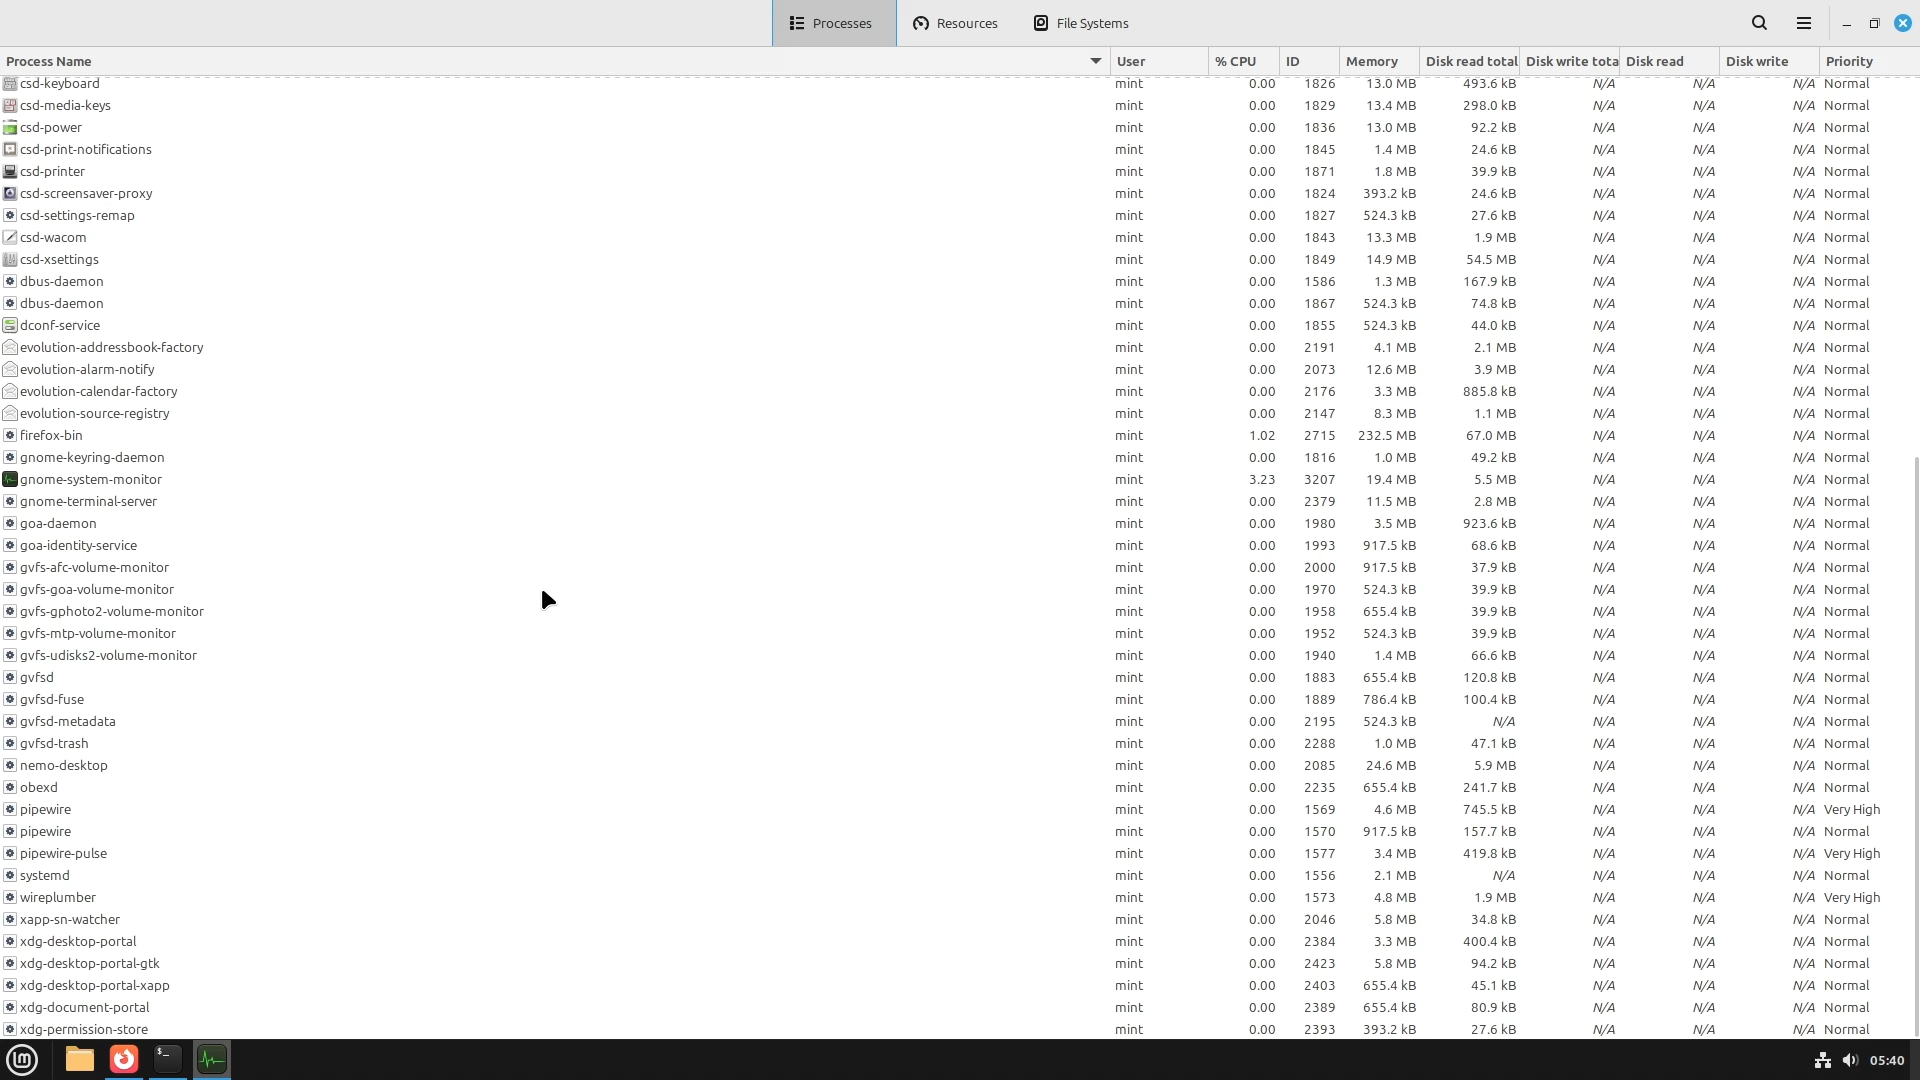 Processes Resources File Systems
Process Name User % CPU ID Memory Disk read total Disk write tota Disk read Disk write Priority
csd-keyboard mint 0.00 1826 13.0 MB 493.6 kB N/A N/A N/A Normal
csd-media-keys mint 0.00 1829 13.4 MB 298.0 kB N/A N/A N/A Normal
csd-power mint 0.00 1836 13.0 MB 92.2 kB N/A N/A N/A Normal
csd-print-notifications mint 0.00 1845 1.4 MB 24.6 kB N/A N/A N/A Normal
csd-printer mint 0.00 1871 1.8 MB 39.9 kB N/A N/A N/A Normal
csd-screensaver-proxy mint 0.00 1824 393.2 kB 24.6 kB N/A N/A N/A Normal
csd-settings-remap mint 0.00 1827 524.3 kB 27.6 kB N/A N/A N/A Normal
csd-wacom mint 0.00 1843 13.3 MB 1.9 MB N/A N/A N/A Normal
csd-xsettings mint 0.00 1849 14.9 MB 54.5 MB N/A N/A N/A Normal
dbus-daemon mint 0.00 1586 1.3 MB 167.9 kB N/A N/A N/A Normal
dbus-daemon mint 0.00 1867 524.3 kB 74.8 kB N/A N/A N/A Normal
dconf-service mint 0.00 1855 524.3 kB 44.0 kB N/A N/A N/A Normal
evolution-addressbook-factory mint 0.00 2191 4.1 MB 2.1 MB N/A N/A N/A Normal
evolution-alarm-notify mint 0.00 2073 12.6 MB 3.9 MB N/A N/A N/A Normal
evolution-calendar-factory mint 0.00 2176 3.3 MB 885.8 kB N/A N/A N/A Normal
evolution-source-registry mint 0.00 2147 8.3 MB 1.1 MB N/A N/A N/A Normal
firefox-bin mint 1.02 2715 232.5 MB 67.0 MB N/A N/A N/A Normal
gnome-keyring-daemon mint 0.00 1816 1.0 MB 49.2 kB N/A N/A N/A Normal
gnome-system-monitor mint 3.23 3207 19.4 MB 5.5 MB N/A N/A N/A Normal
gnome-terminal-server mint 0.00 2379 11.5 MB 2.8 MB N/A N/A N/A Normal
goa-daemon mint 0.00 1980 3.5 MB 923.6 kB N/A N/A N/A Normal
goa-identity-service mint 0.00 1993 917.5 kB 68.6 kB N/A N/A N/A Normal
gvfs-afc-volume-monitor mint 0.00 2000 917.5 kB 37.9 kB N/A N/A N/A Normal
gvfs-goa-volume-monitor mint 0.00 1970 524.3 kB 39.9 kB N/A N/A N/A Normal
gvfs-gphoto2-volume-monitor mint 0.00 1958 655.4 kB 39.9 kB N/A N/A N/A Normal
gvfs-mtp-volume-monitor mint 0.00 1952 524.3 kB 39.9 kB N/A N/A N/A Normal
gvfs-udisks2-volume-monitor mint 0.00 1940 1.4 MB 66.6 kB N/A N/A N/A Normal
gvfsd mint 0.00 1883 655.4 kB 120.8 kB N/A N/A N/A Normal
gvfsd-fuse mint 0.00 1889 786.4 kB 100.4 kB N/A N/A N/A Normal
gvfsd-metadata mint 0.00 2195 524.3 kB N/A N/A N/A N/A Normal
gvfsd-trash mint 0.00 2288 1.0 MB 47.1 kB N/A N/A N/A Normal
nemo-desktop mint 0.00 2085 24.6 MB 5.9 MB N/A N/A N/A Normal
obexd mint 0.00 2235 655.4 kB 241.7 kB N/A N/A N/A Normal
pipewire mint 0.00 1569 4.6 MB 745.5 kB N/A N/A N/A Very High
pipewire mint 0.00 1570 917.5 kB 157.7 kB N/A N/A N/A Normal
pipewire-pulse mint 0.00 1577 3.4 MB 419.8 kB N/A N/A N/A Very High
systemd mint 0.00 1556 2.1 MB N/A N/A N/A N/A Normal
wireplumber mint 0.00 1573 4.8 MB 1.9 MB N/A N/A N/A Very High
xapp-sn-watcher mint 0.00 2046 5.8 MB 34.8 kB N/A N/A N/A Normal
xdg-desktop-portal mint 0.00 2384 3.3 MB 400.4 kB N/A N/A N/A Normal
xdg-desktop-portal-gtk mint 0.00 2423 5.8 MB 94.2 kB N/A N/A N/A Normal
xdg-desktop-portal-xapp mint 0.00 2403 655.4 kB 45.1 kB N/A N/A N/A Normal
xdg-document-portal mint 0.00 2389 655.4 kB 80.9 kB N/A N/A N/A Normal
xdg-permission-store mint 0.00 2393 393.2 kB 27.6 kB N/A N/A N/A Normal
05:40